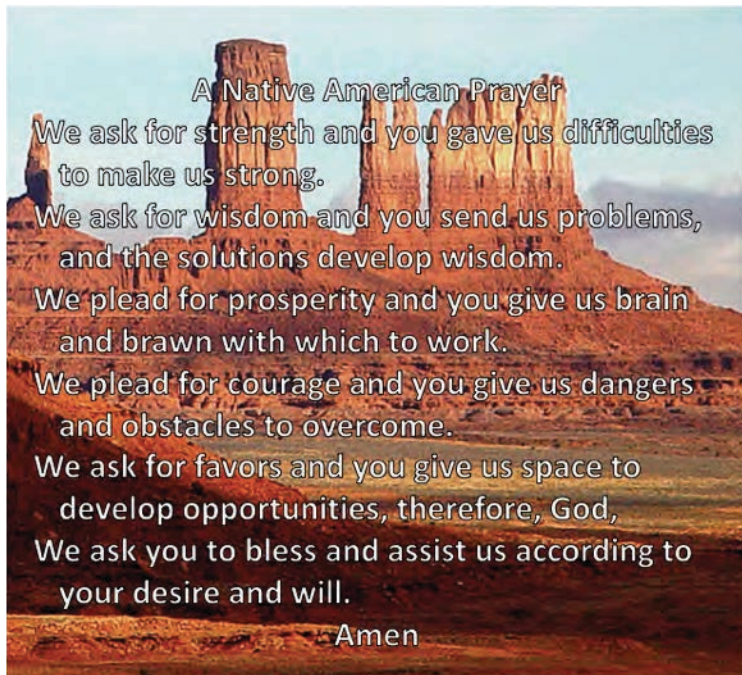 A Native American Prayer
We ask for strength and you gave us difficulties
to make us strong.
We ask for wisdom and you send us problems,
and the solutions develop wisdom.
We plead for prosperity and you give us brain
and brawn with which to work.
We plead for courage and you give us dangers
and obstacles to overcome.
We ask for favors and you give us space to
develop opportunities, therefore, God,
We ask you to bless and assist us according to
your desire and will.
Amen